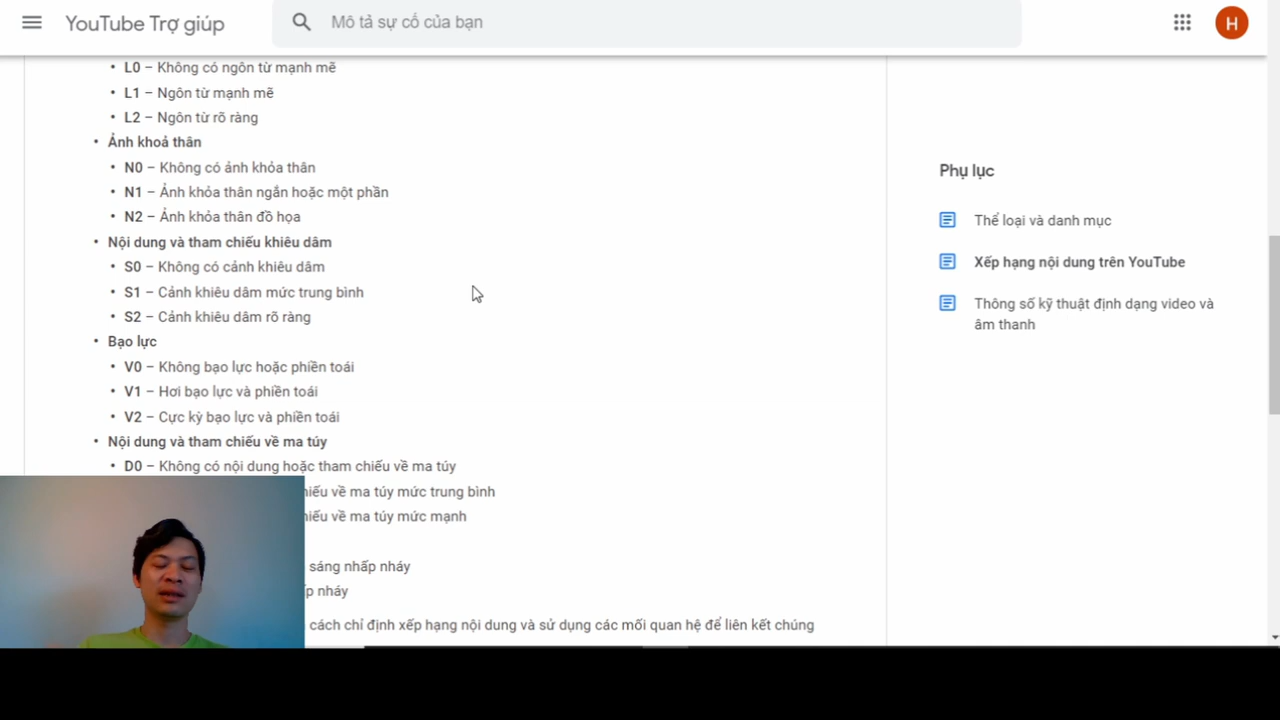 YouTube Trợ giúp
Mô tả sự cố của bạn
H
L0 – Không có ngôn từ mạnh mẽ
L1 – Ngôn từ mạnh mẽ
L2 – Ngôn từ rõ ràng
Ảnh khoả thân
N0 – Không có ảnh khỏa thân
N1 – Ảnh khỏa thân ngắn hoặc một phần
N2 – Ảnh khỏa thân đồ họa
Nội dung và tham chiếu khiêu dâm
S0 – Không có cảnh khiêu dâm
S1 – Cảnh khiêu dâm mức trung bình
S2 – Cảnh khiêu dâm rõ ràng
Bạo lực
V0 – Không bạo lực hoặc phiền toái
V1 – Hơi bạo lực và phiền toái
V2 – Cực kỳ bạo lực và phiền toái
Nội dung và tham chiếu về ma túy
D0 – Không có nội dung hoặc tham chiếu về ma túy
hiếu về ma túy mức trung bình
hiếu về ma túy mức mạnh
sáng nhấp nháy
p nháy
cách chỉ định xếp hạng nội dung và sử dụng các mối quan hệ để liên kết chúng
Phụ lục
Thể loại và danh mục
Xếp hạng nội dung trên YouTube
Thông số kỹ thuật định dạng video và
âm thanh